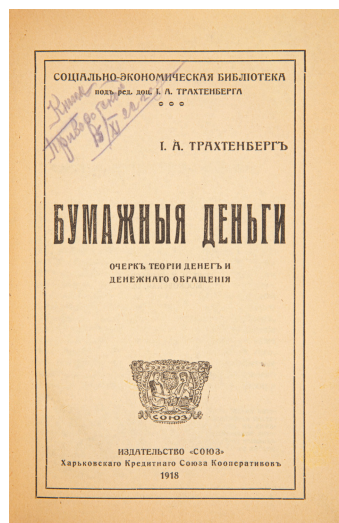 СОЦІАЛЬНО-ЭКОНОМИЧЕСКАЯ БИБЛІОТЕКА
подъ ред. доц. І. А. ТРАХТЕНБЕРГА
І. А. ТРАХТЕНБЕРГЪ
БУМАЖНЫЯ ДЕНЬГИ
ОЧЕРКЪ ТЕОРІИ ДЕНЕГЪ И
ДЕНЕЖНАГО ОБРАЩЕНІЯ
СОЮЗ
ИЗДАТЕЛЬСТВО «СОЮЗ»
Харьковскаго Кредитнаго Союза Кооперативовъ
1918